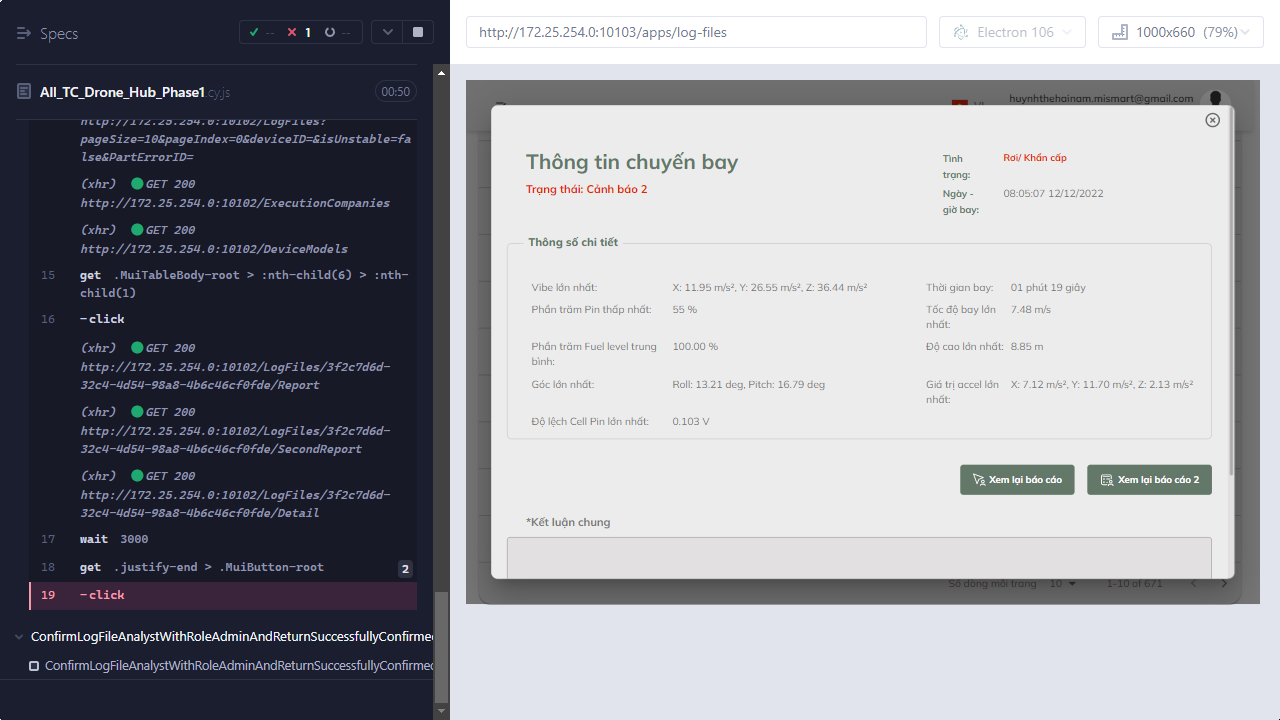 Specs
-- 1 --
All_TC_Drone_Hub_Phase1.cy.js 00:50
http://172.25.254.0:10102/LogFiles?
pageSize=10&pageIndex=0&deviceID=&isUnstable=fa
lse&PartErrorID=
(xhr) GET 200
http://172.25.254.0:10102/ExecutionCompanies
(xhr) GET 200
http://172.25.254.0:10102/DeviceModels
15 get .MuiTableBody-root > :nth-child(6) > :nth-
child(1)
16 -click
(xhr) GET 200
http://172.25.254.0:10102/LogFiles/3f2c7d6d-
32c4-4d54-98a8-4b6c46cf0fde/Report
(xhr) GET 200
http://172.25.254.0:10102/LogFiles/3f2c7d6d-
32c4-4d54-98a8-4b6c46cf0fde/SecondReport
(xhr) GET 200
http://172.25.254.0:10102/LogFiles/3f2c7d6d-
32c4-4d54-98a8-4b6c46cf0fde/Detail
17 wait 3000
18 get .justify-end > .MuiButton-root 2
19 -click
ConfirmLogFileAnalystWithRoleAdminAndReturnSuccessfullyConfirmed
ConfirmLogFileAnalystWithRoleAdminAndReturnSuccessfullyConfirmed
http://172.25.254.0:10103/apps/log-files
Electron 106
1000x660 (79%)
huynhthehainam.mismart@gmail.com
Thông tin chuyến bay
Trạng thái: Cảnh báo 2
Tình
trạng:
Rơi/ Khẩn cấp
Ngày -
giờ bay:
08:05:07 12/12/2022
Thông số chi tiết
Vibe lớn nhất: X: 11.95 m/s², Y: 26.55 m/s², Z: 36.44 m/s²
Thời gian bay: 01 phút 19 giây
Phần trăm Pin thấp nhất: 55 %
Tốc độ bay lớn
nhất:
7.48 m/s
Phần trăm Fuel level trung
bình:
100.00 %
Độ cao lớn nhất: 8.85 m
Góc lớn nhất: Roll: 13.21 deg, Pitch: 16.79 deg
Giá trị accel lớn
nhất:
X: 7.12 m/s², Y: 11.70 m/s², Z: 2.13 m/s²
Độ lệch Cell Pin lớn nhất: 0.103 V
Xem lại báo cáo
Xem lại báo cáo 2
*Kết luận chung
Số dòng mỗi trang 10 1-10 of 671